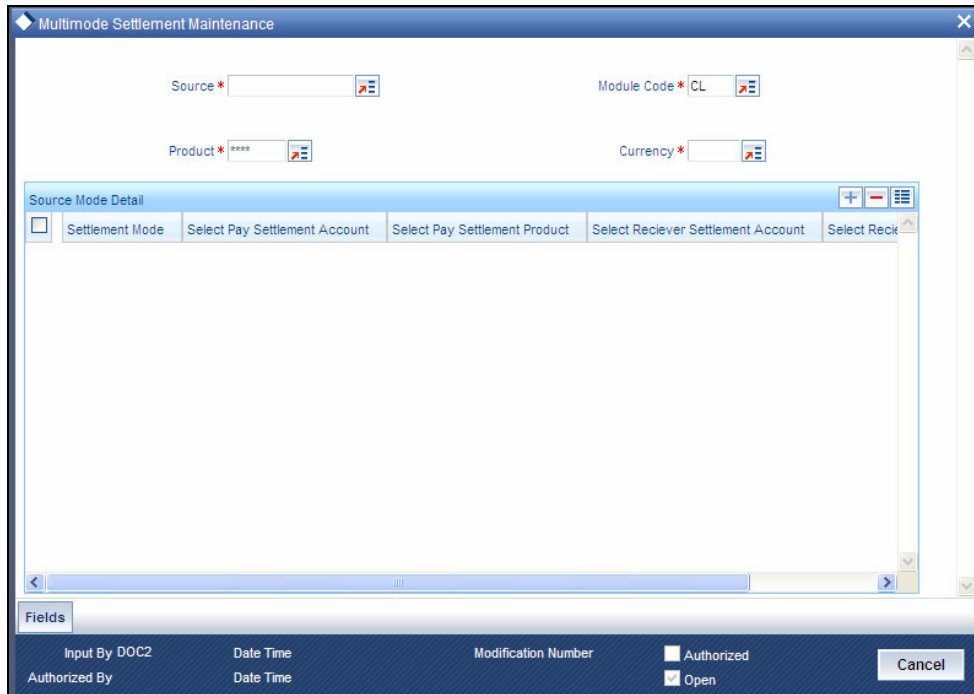 Multimode Settlement Maintenance
Source * Module Code * CL
Product * **** Currency *
Source Mode Detail
Settlement Mode Select Pay Settlement Account Select Pay Settlement Product Select Reciever Settlement Account Select Recie
Fields
Input By DOC2 Date Time Modification Number Authorized
Authorized By Date Time Open
Cancel